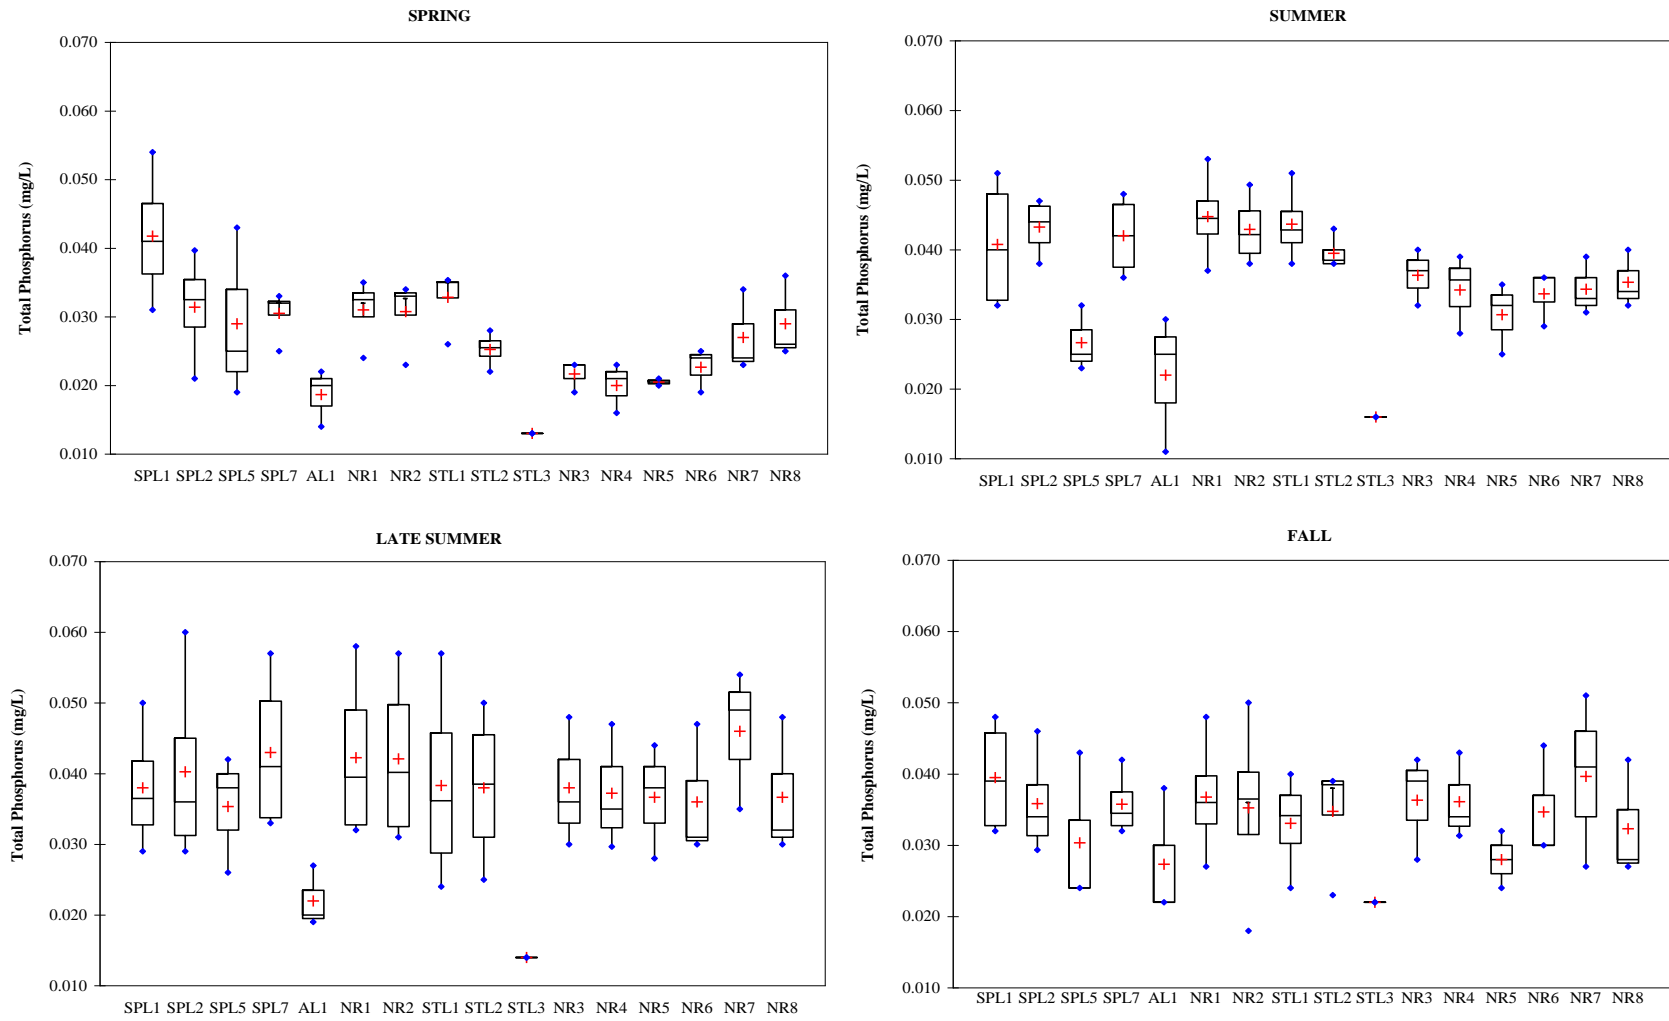 SPRING
Total Phosphorus (mg/L)
0.070
0.060
0.050
0.040
0.030
0.020
0.010
SPL1 SPL2 SPL5 SPL7 AL1 NR1 NR2 STL1 STL2 STL3 NR3 NR4 NR5 NR6 NR7 NR8
SUMMER
Total Phosphorus (mg/L)
0.070
0.060
0.050
0.040
0.030
0.020
0.010
SPL1 SPL2 SPL5 SPL7 AL1 NR1 NR2 STL1 STL2 STL3 NR3 NR4 NR5 NR6 NR7 NR8
LATE SUMMER
Total Phosphorus (mg/L)
0.070
0.060
0.050
0.040
0.030
0.020
0.010
SPL1 SPL2 SPL5 SPL7 AL1 NR1 NR2 STL1 STL2 STL3 NR3 NR4 NR5 NR6 NR7 NR8
FALL
Total Phosphorus (mg/L)
0.070
0.060
0.050
0.040
0.030
0.020
0.010
SPL1 SPL2 SPL5 SPL7 AL1 NR1 NR2 STL1 STL2 STL3 NR3 NR4 NR5 NR6 NR7 NR8